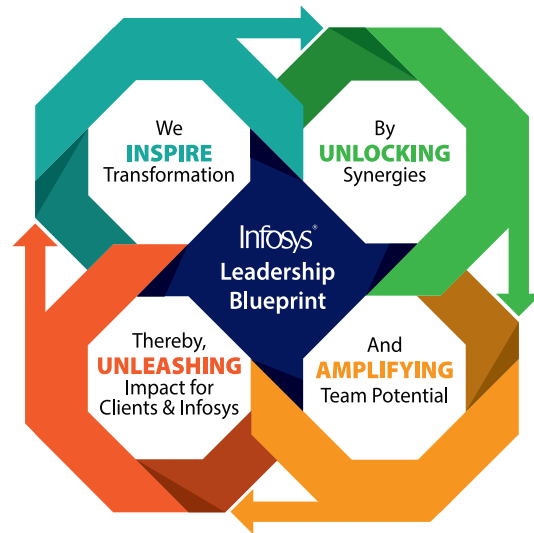 We
INSPIRE
Transformation
By
UNLOCKING
Synergies
Infosys®
Leadership
Blueprint
Thereby,
UNLEASHING
Impact for
Clients & Infosys
And
AMPLIFYING
Team Potential